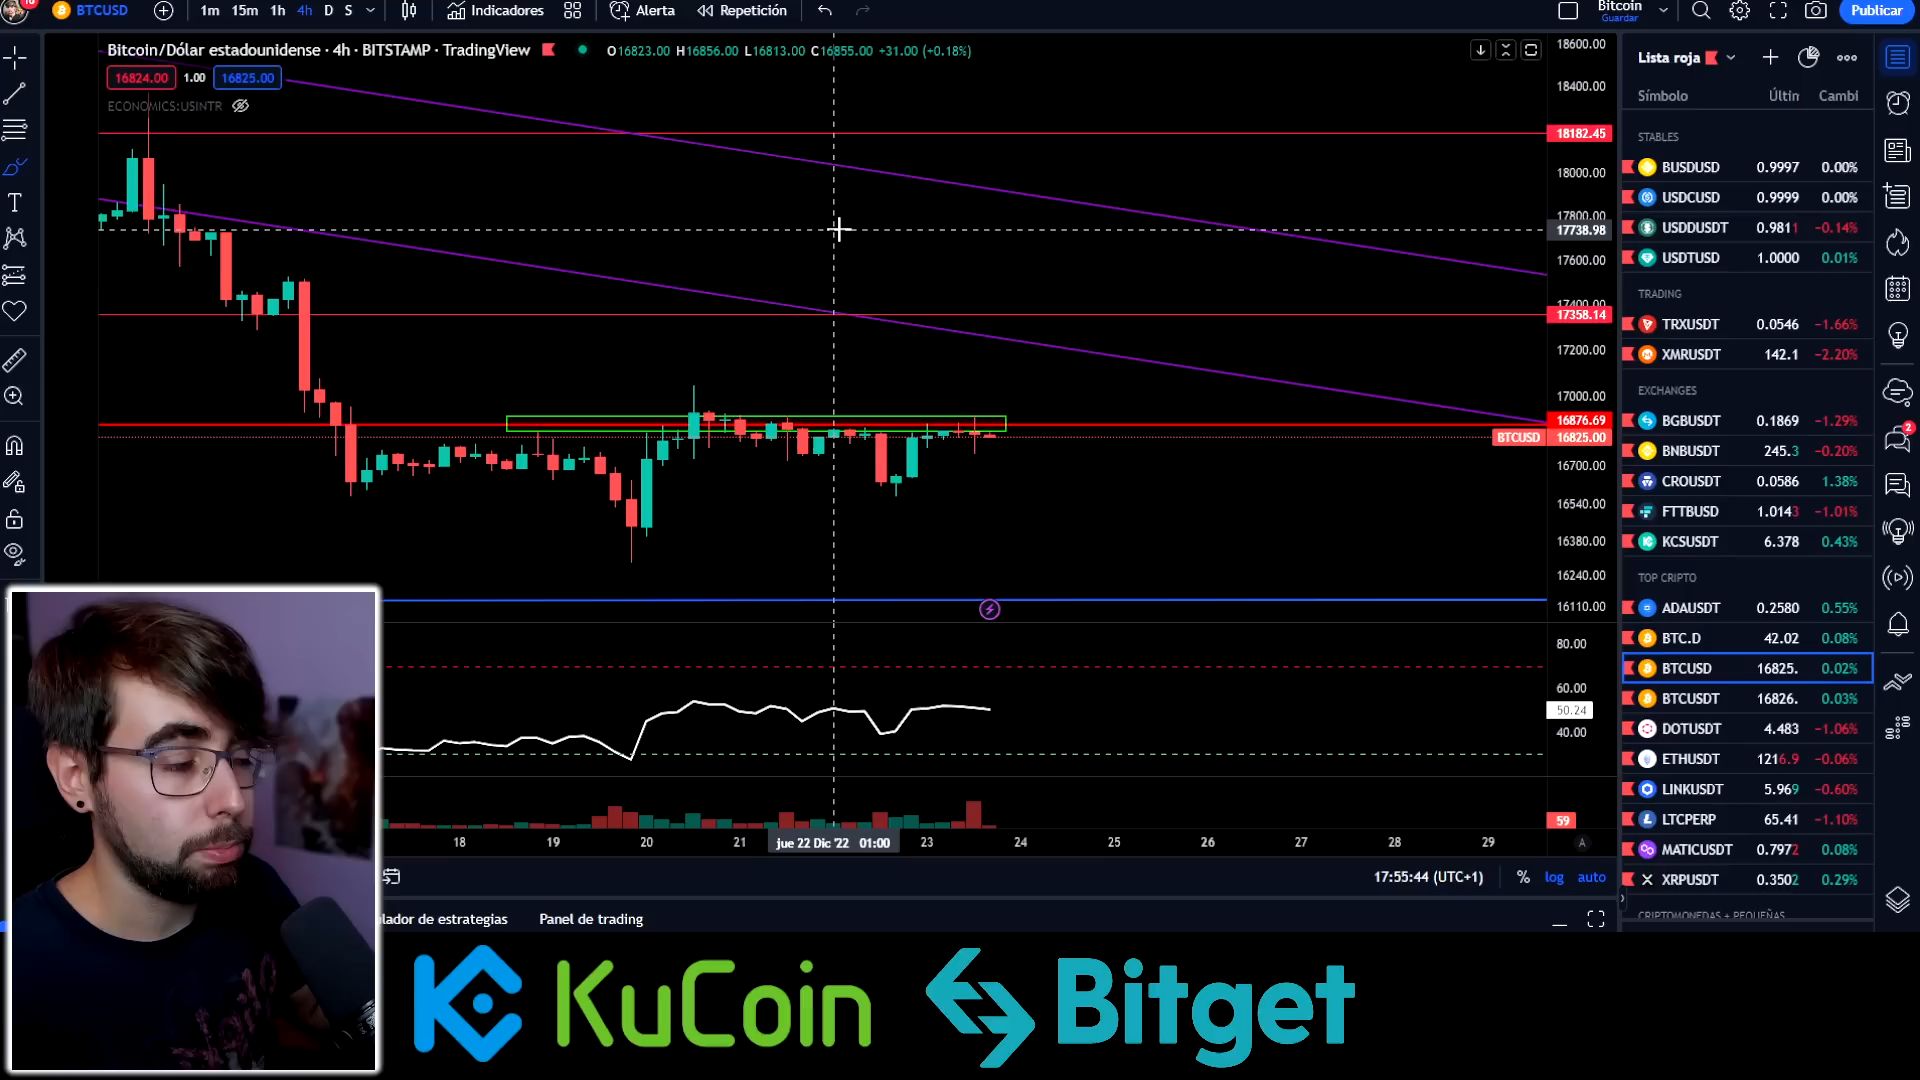 BTCUSD 1m 15m 1h 4h D S Indicadores Alerta Repetición Bitcoin Guardar Publicar
Bitcoin/Dólar estadounidense · 4h · BITSTAMP · TradingView O16823.00 H16856.00 L16813.00 C16855.00 +31.00 (+0.18%)
16824.00 1.00 16825.00
ECONOMICS:USINTR
18600.00
18400.00
18182.45
18000.00
17800.00
17738.98
17600.00
17400.00
17358.14
17200.00
17000.00
16876.69
BTCUSD 16825.00
16700.00
16540.00
16380.00
16240.00
16110.00
80.00
60.00
50.24
40.00
59
18 19 20 21 jue 22 Dic '22 01:00 23 24 25 26 27 28 29 A
17:55:44 (UTC+1) % log auto
ulador de estrategias Panel de trading
Lista roja
Símbolo Últin Cambi
STABLES
BUSDUSD 0.9997 0.00%
USDCUSD 0.9999 0.00%
USDDUSDT 0.9811 −0.14%
USDTUSD 1.0000 0.01%
TRADING
TRXUSDT 0.0546 −1.66%
XMRUSDT 142.1 −2.20%
EXCHANGES
BGBUSDT 0.1869 −1.29%
BNBUSDT 245.3 −0.20%
CROUSDT 0.0586 1.38%
FTTBUSD 1.0143 −1.01%
KCSUSDT 6.378 0.43%
TOP CRIPTO
ADAUSDT 0.2580 0.55%
BTC.D 42.02 0.08%
BTCUSD 16825. 0.02%
BTCUSDT 16826. 0.03%
DOTUSDT 4.483 −1.06%
ETHUSDT 1216.9 −0.06%
LINKUSDT 5.969 −0.60%
LTCPERP 65.41 −1.10%
MATICUSDT 0.7972 0.08%
XRPUSDT 0.3502 0.29%
CRIPTOMONEDAS + PEQUEÑAS
2
KuCoin Bitget